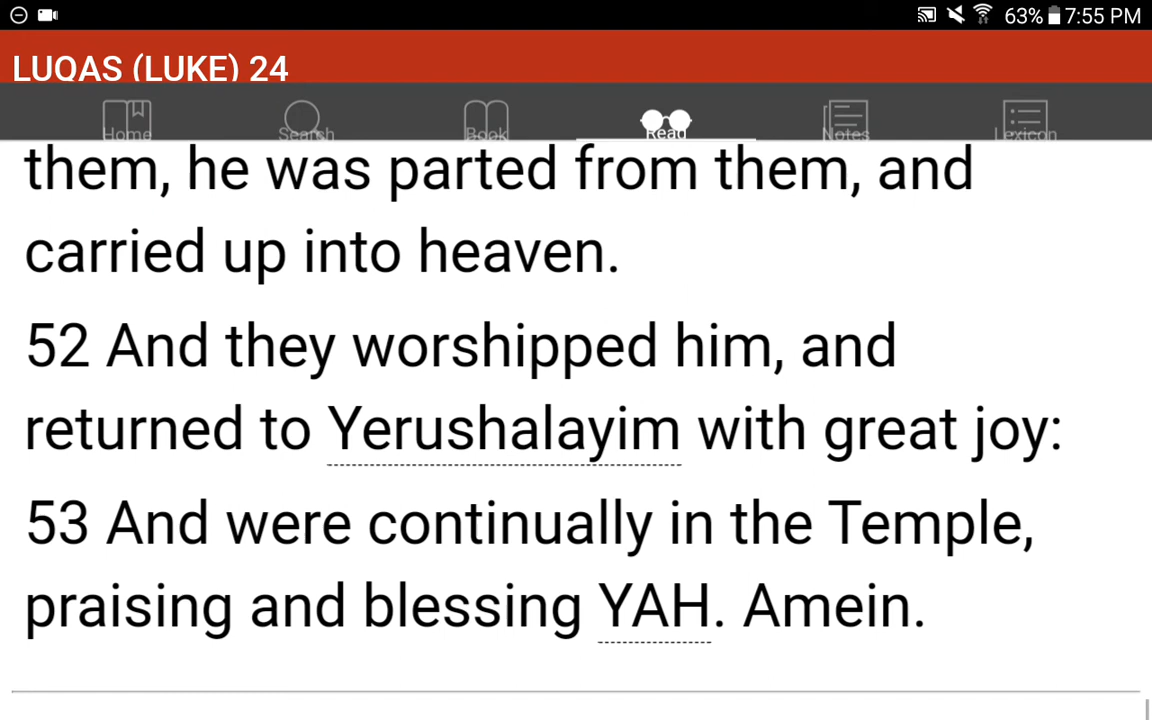 63% 7:55 PM
LUQAS (LUKE) 24
Home Search Book Read Notes Lexicon
them, he was parted from them, and
carried up into heaven.
52 And they worshipped him, and
returned to Yerushalayim with great joy:
53 And were continually in the Temple,
praising and blessing YAH. Amein.